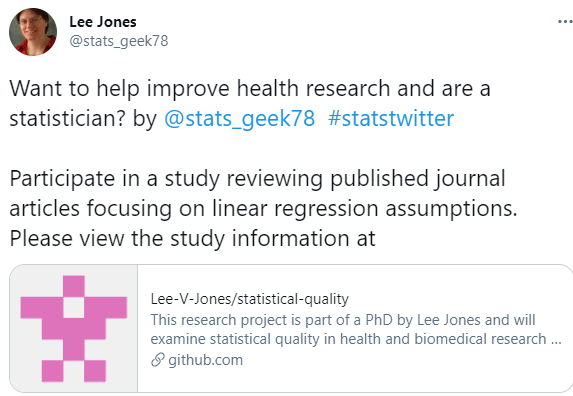 Lee Jones
@stats_geek78
Want to help improve health research and are a
statistician? by @stats_geek78 #statstwitter
Participate in a study reviewing published journal
articles focusing on linear regression assumptions.
Please view the study information at
Lee-V-Jones/statistical-quality
This research project is part of a PhD by Lee Jones and will
examine statistical quality in health and biomedical research ...
github.com